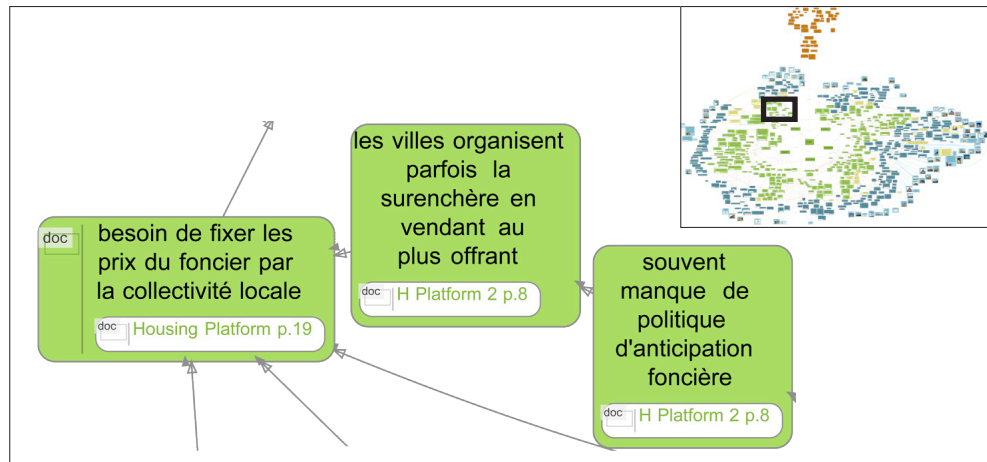 les villes organisent
parfois la
surenchère en
vendant au
plus offrant
doc
H Platform 2 p.8
doc
besoin de fixer les
prix du foncier par
la collectivité locale
doc
Housing Platform p.19
souvent
manque de
politique
d'anticipation
foncière
doc
H Platform 2 p.8